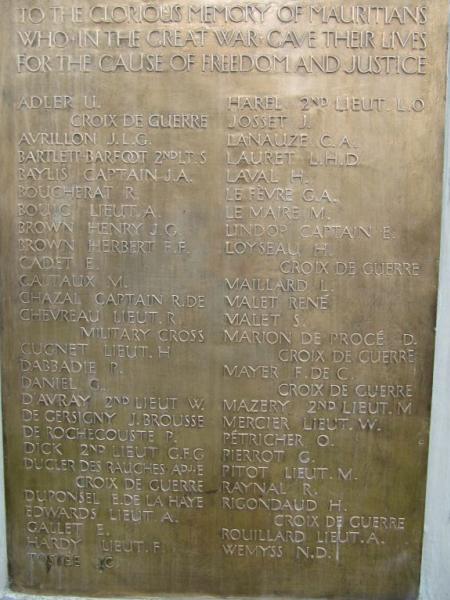 TO THE GLORIOUS MEMORY OF MAURITIANS
WHO · IN THE GREAT WAR · GAVE THEIR LIVES
FOR THE CAUSE OF FREEDOM AND JUSTICE
ADLER U.
CROIX DE GUERRE
AVRILLON J.L.G.
BARTLETT-BARFOOT 2ND LT. S
BAYLIS CAPTAIN J.A.
BOUCHERAT R.
LIEUT. A.
BROWN HENRY J.G.
BROWN HERBERT F.F.
CADET E.
CAUTAUX M.
CHAZAL CAPTAIN R. DE
CHEVREAU LIEUT. R.
MILITARY CROSS
CUGNET LIEUT. H
DABBADIE P.
DANIEL G.
D'AVRAY 2ND LIEUT W.
DE GERSIGNY J. BROUSSE
DE ROCHECOUSTE P.
DICK 2ND LIEUT G.F.G
DUGLER DES RAUCHES
CROIX DE GUERRE
DUPONSEL E. DE LA HAYE
EDWARDS LIEUT. A.
GALLET E.
HARDY LIEUT. F.
HAREL 2ND LIEUT. L.O
JOSSET J.
LANAUZE C.A.
LAURET L.H.D.
LAVAL H.
LE FÈVRE G.A.
LE MAIRE M.
LINDOP CAPTAIN E.
LOYSEAU H.
CROIX DE GUERRE
MAILLARD L.
MALET RENÉ
MALET S.
MARION DE PROCÉ D.
CROIX DE GUERRE
MAYER F. DE C.
CROIX DE GUERRE
MAZERY 2ND LIEUT. M
MERCIER LIEUT. W.
PÉTRICHER O.
PIERROT G.
PITOT LIEUT. M.
RAYNAL R.
RIGONDAUD H.
CROIX DE GUERRE
ROUILLARD LIEUT. A.
WEMYSS N.D.